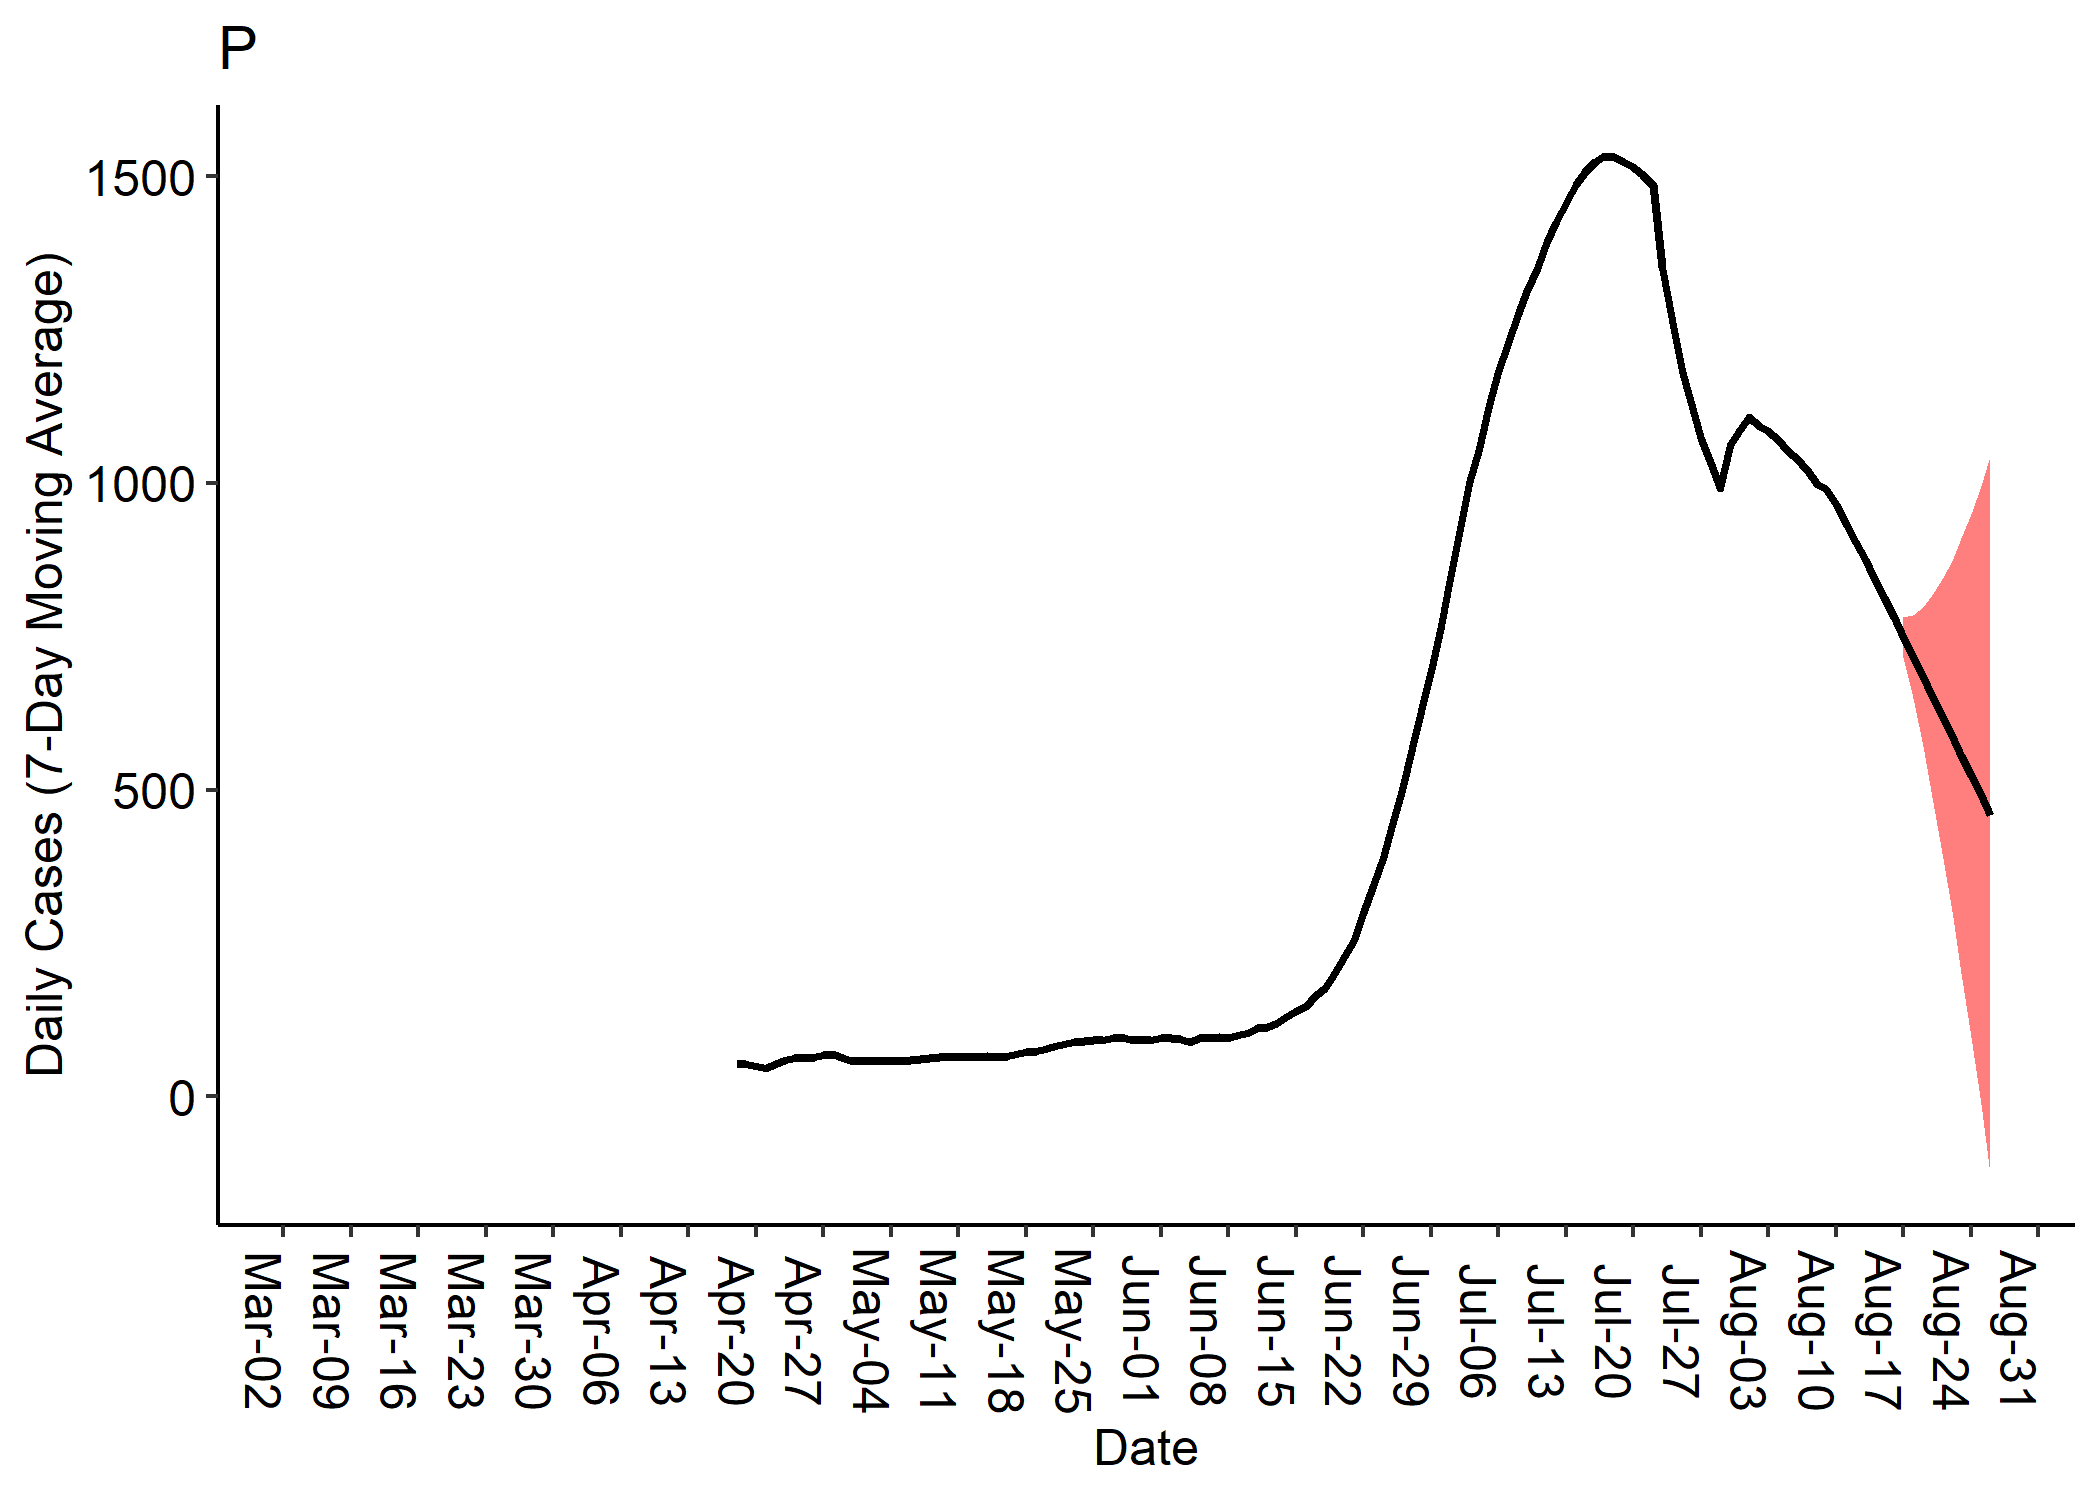 P
Daily Cases (7-Day Moving Average)
1500
1000
500
0
Mar-02
Mar-09
Mar-16
Mar-23
Mar-30
Apr-06
Apr-13
Apr-20
Apr-27
May-04
May-11
May-18
May-25
Jun-01
Jun-08
Jun-15
Jun-22
Jun-29
Jul-06
Jul-13
Jul-20
Jul-27
Aug-03
Aug-10
Aug-17
Aug-24
Aug-31
Date